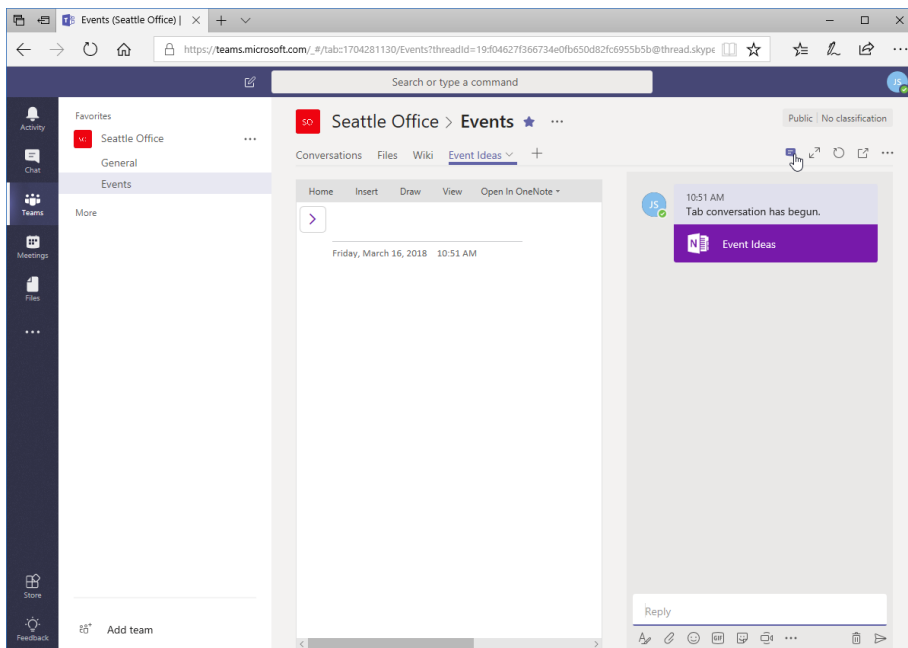 Events (Seattle Office) |
https://teams.microsoft.com/_#/tab::1704281130/Events?threadId=19:f04627f366734e0fb650d82fc6955b5b@thread.skype
Search or type a command
JS
Activity
Chat
Teams
Meetings
Files
Store
Feedback
Favorites
Seattle Office
General
Events
More
Add team
SO
Seattle Office > Events
Public | No classification
Conversations Files Wiki Event Ideas
Home Insert Draw View Open In OneNote
Friday, March 16, 2018 10:51 AM
JS
10:51 AM
Tab conversation has begun.
N
Event Ideas
Reply
GIF